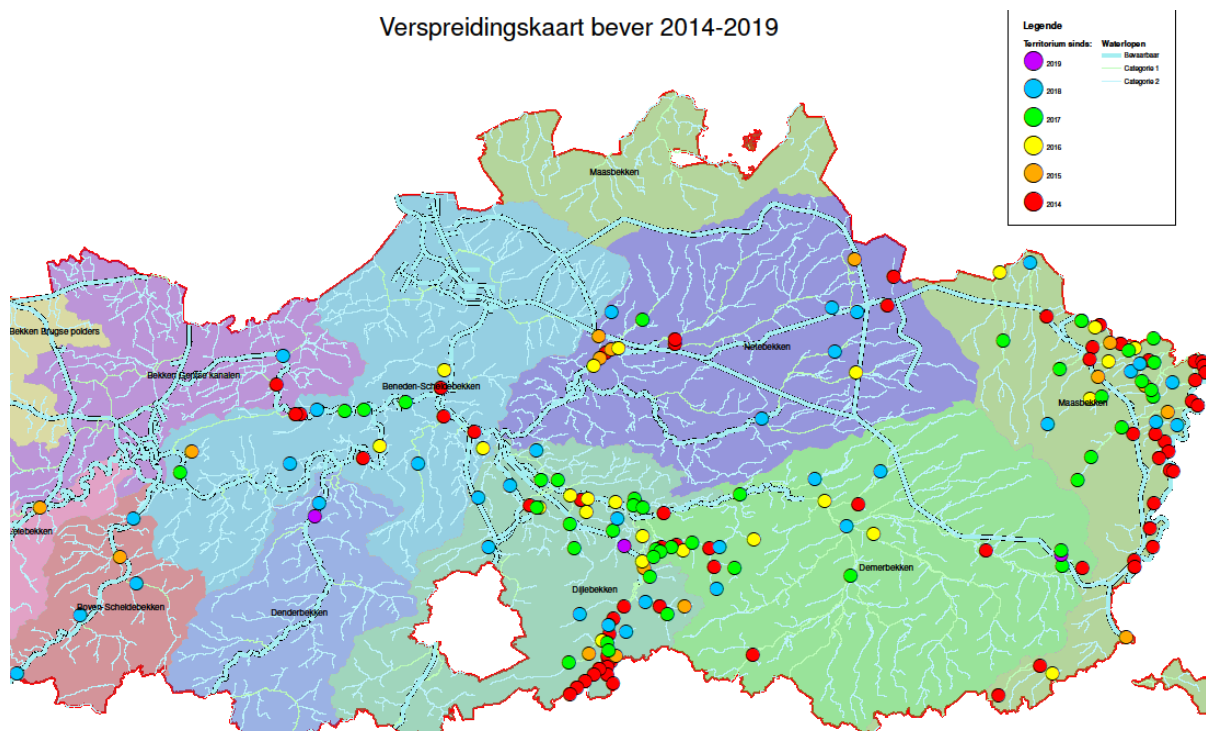 Verspreidingskaart bever 2014-2019
Legende
Territorium sinds: Waterlopen
2019
2018
2017
2016
2015
2014
Bevaarbaar
Categorie 1
Categorie 2
Maasbekken
Bekken Brugse polders
Bekken Gentse kanalen
Beneden-Scheldebekken
Netebekken
Maasbekken
elebekken
Boven-Scheldebekken
Denderbekken
Dijlebekken
Demerbekken